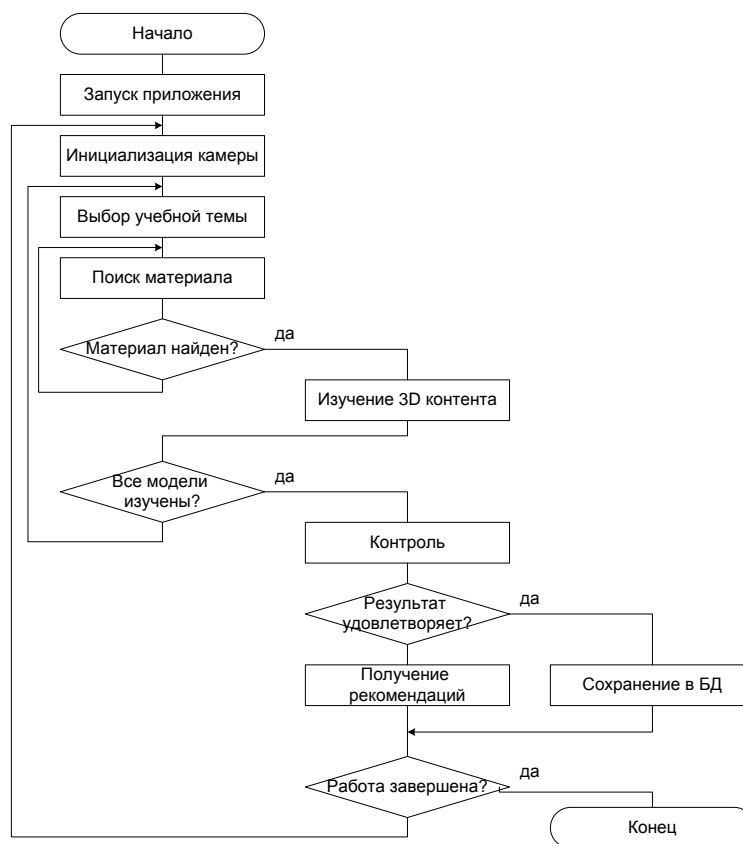 Начало
Запуск приложения
Инициализация камеры
Выбор учебной темы
Поиск материала
Материал найден?
да
Изучение 3D контента
Все модели
изучены?
да
Контроль
Результат
удовлетворяет?
да
Получение
рекомендаций
Сохранение в БД
Работа завершена?
да
Конец